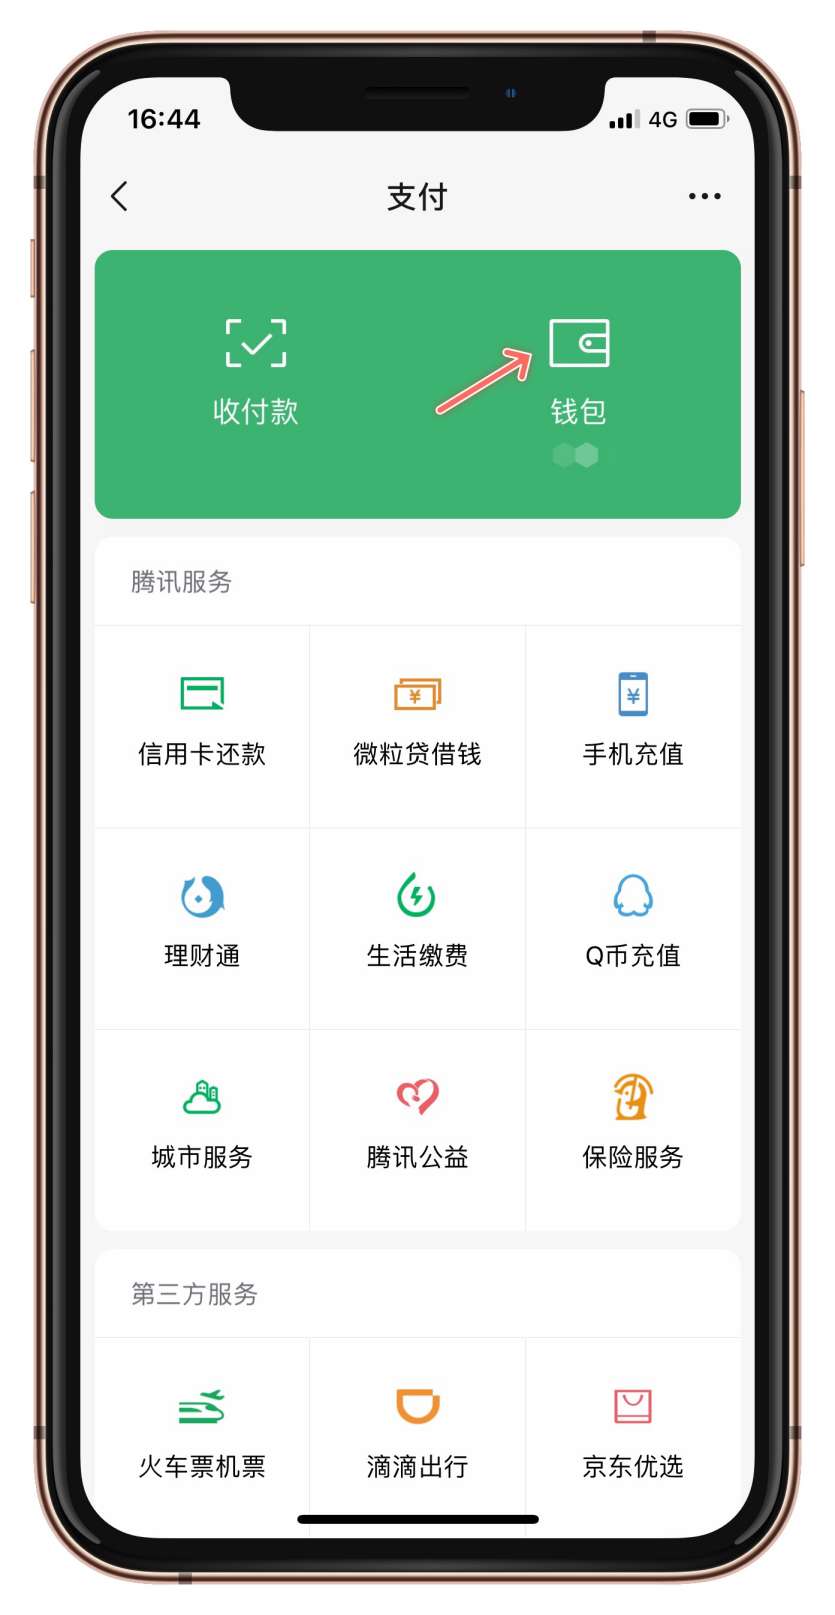 16:44 4G
支付
收付款 钱包
腾讯服务
信用卡还款 微粒贷借钱 手机充值
¥ ¥
理财通 生活缴费 Q币充值
城市服务 腾讯公益 保险服务
第三方服务
火车票机票 滴滴出行 京东优选